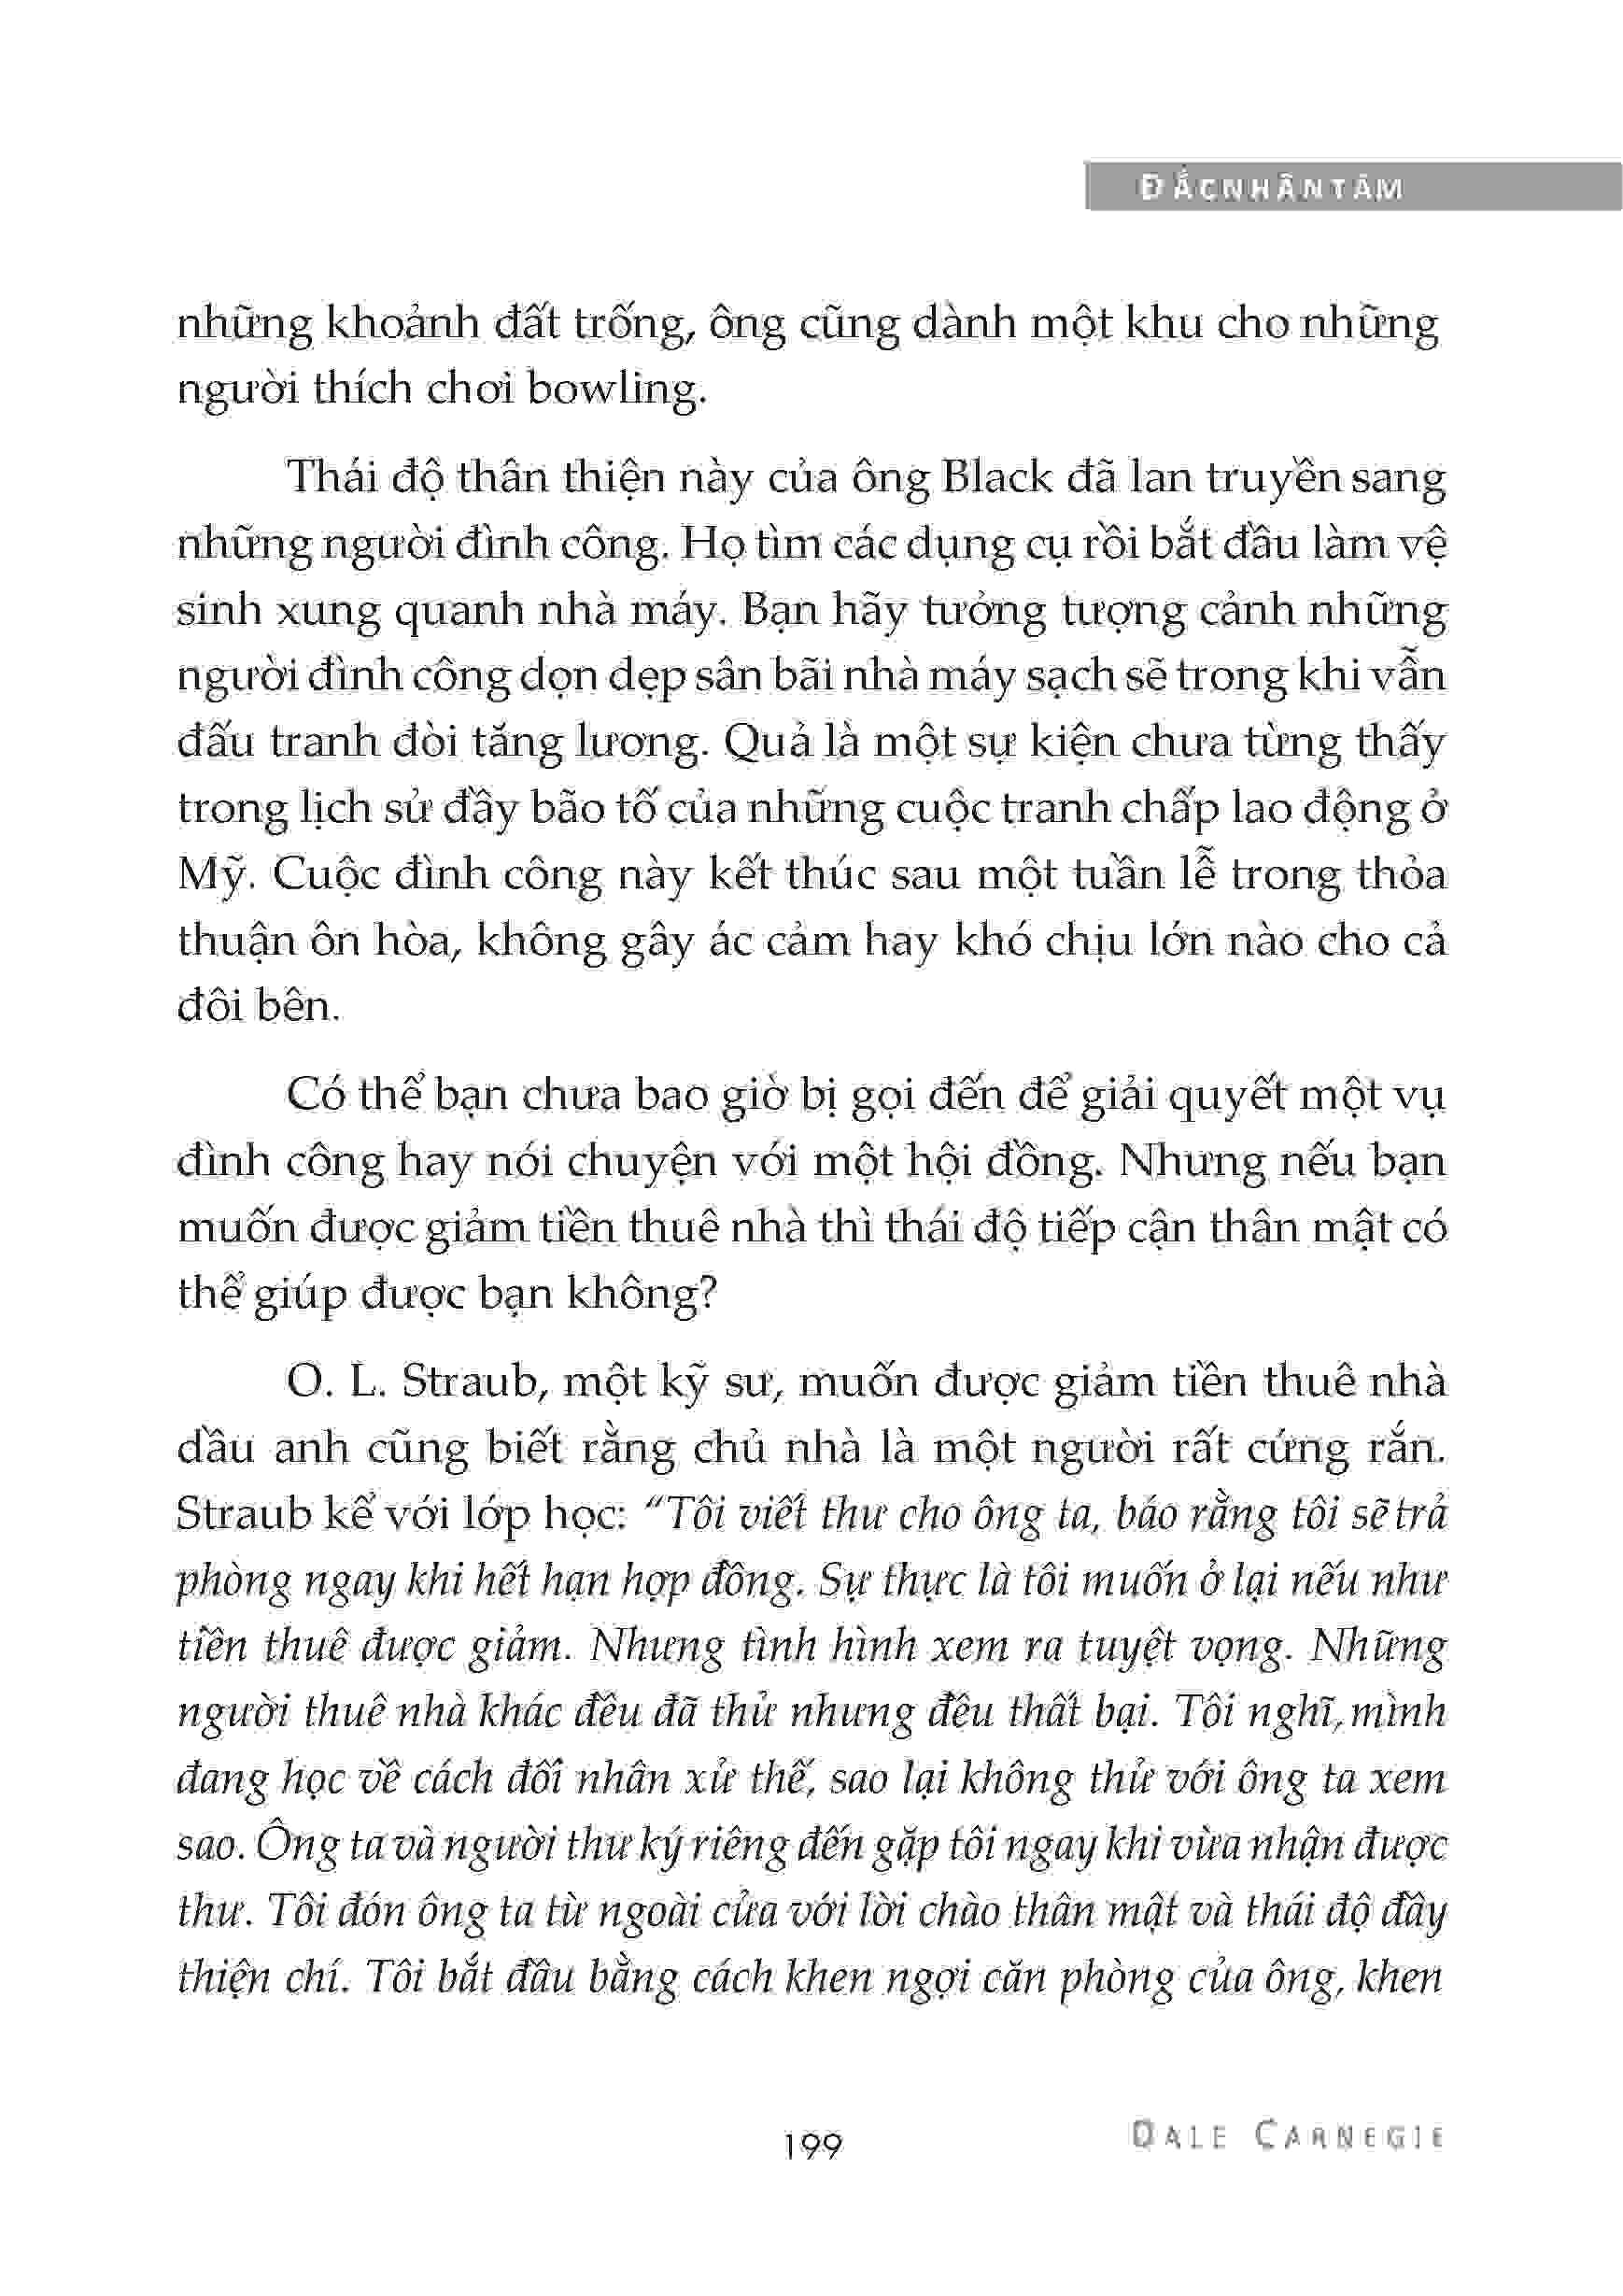 ĐẮCNHÂNTÂM
những khoảnh đất trống, ông cũng dành một khu cho những
người thích chơi bowling.
Thái độ thân thiện này của ông Black đã lan truyền sang
những người đình công. Họ tìm các dụng cụ rồi bắt đầu làm vệ
sinh xung quanh nhà máy. Bạn hãy tưởng tượng cảnh những
người đình công dọn dẹp sân bãi nhà máy sạch sẽ trong khi vẫn
đấu tranh đòi tăng lương. Quả là một sự kiện chưa từng thấy
trong lịch sử đầy bão tố của những cuộc tranh chấp lao động ở
Mỹ. Cuộc đình công này kết thúc sau một tuần lễ trong thỏa
thuận ôn hòa, không gây ác cảm hay khó chịu lớn nào cho cả
đôi bên.
Có thể bạn chưa bao giờ bị gọi đến để giải quyết một vụ
đình công hay nói chuyện với một hội đồng. Nhưng nếu bạn
muốn được giảm tiền thuê nhà thì thái độ tiếp cận thân mật có
thể giúp được bạn không?
O. L. Straub, một kỹ sư, muốn được giảm tiền thuê nhà
dầu anh cũng biết rằng chủ nhà là một người rất cứng rắn.
Straub kể với lớp học: “Tôi viết thư cho ông ta, báo rằng tôi sẽ trả
phòng ngay khi hết hạn hợp đồng. Sự thực là tôi muốn ở lại nếu như
tiền thuê được giảm. Nhưng tình hình xem ra tuyệt vọng. Những
người thuê nhà khác đều đã thử nhưng đều thất bại. Tôi nghĩ, mình
đang học về cách đối nhân xử thế, sao lại không thử với ông ta xem
sao. Ông ta và người thư ký riêng đến gặp tôi ngay khi vừa nhận được
thư. Tôi đón ông ta từ ngoài cửa với lời chào thân mật và thái độ đầy
thiện chí. Tôi bắt đầu bằng cách khen ngợi căn phòng của ông, khen
199
DALE CARNEGIE